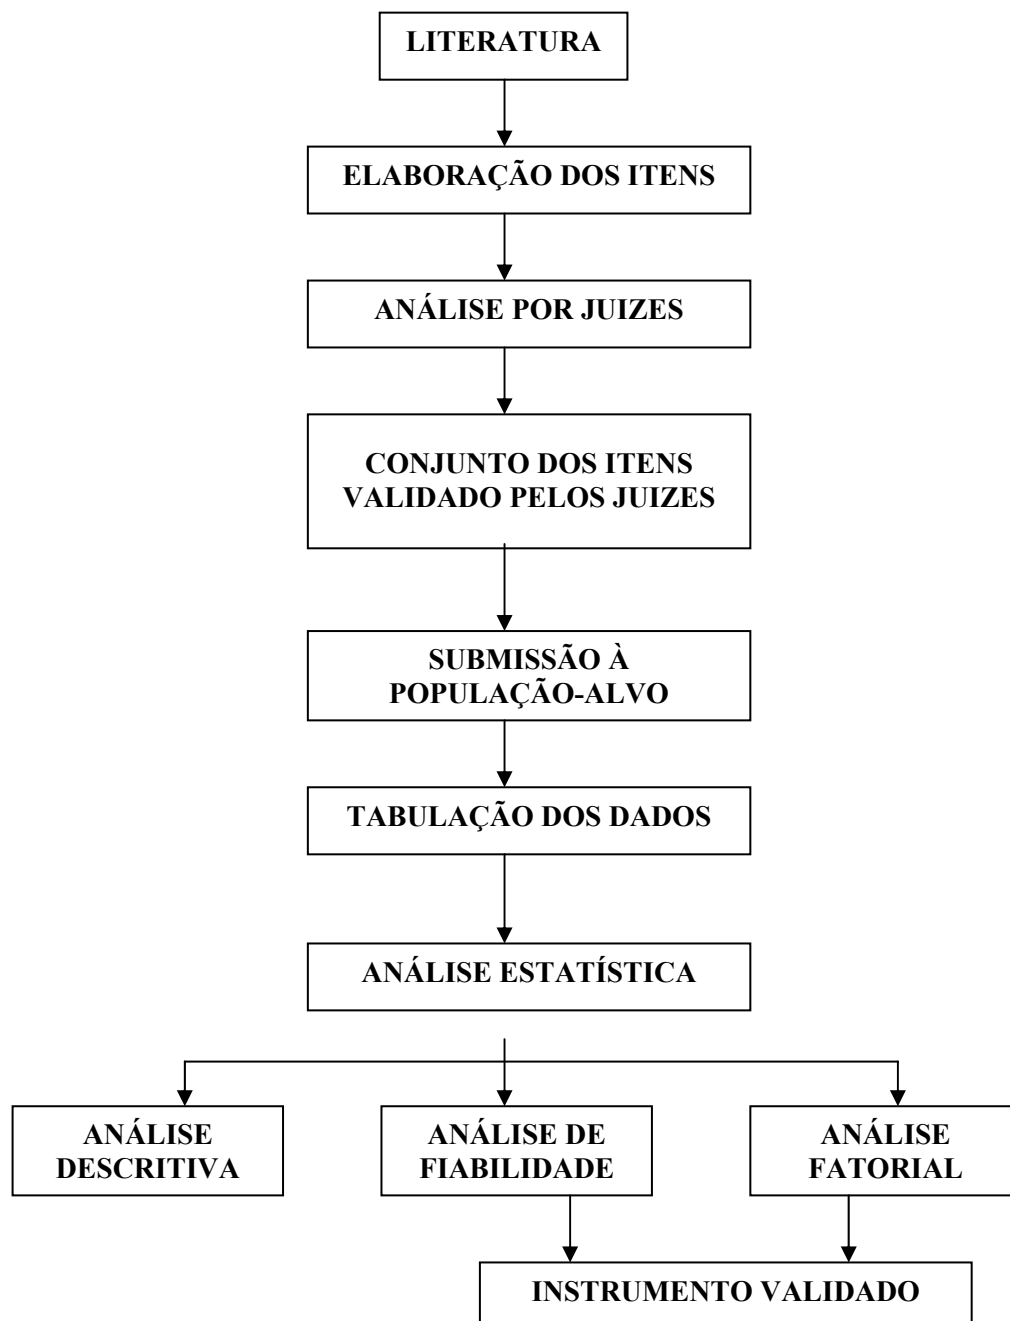 LITERATURA
ELABORAÇÃO DOS ITENS
ANÁLISE POR JUIZES
CONJUNTO DOS ITENS
VALIDADO PELOS JUIZES
SUBMISSÃO À
POPULAÇÃO-ALVO
TABULAÇÃO DOS DADOS
ANÁLISE ESTATÍSTICA
ANÁLISE
DESCRITIVA
ANÁLISE DE
FIABILIDADE
ANÁLISE
FATORIAL
INSTRUMENTO VALIDADO